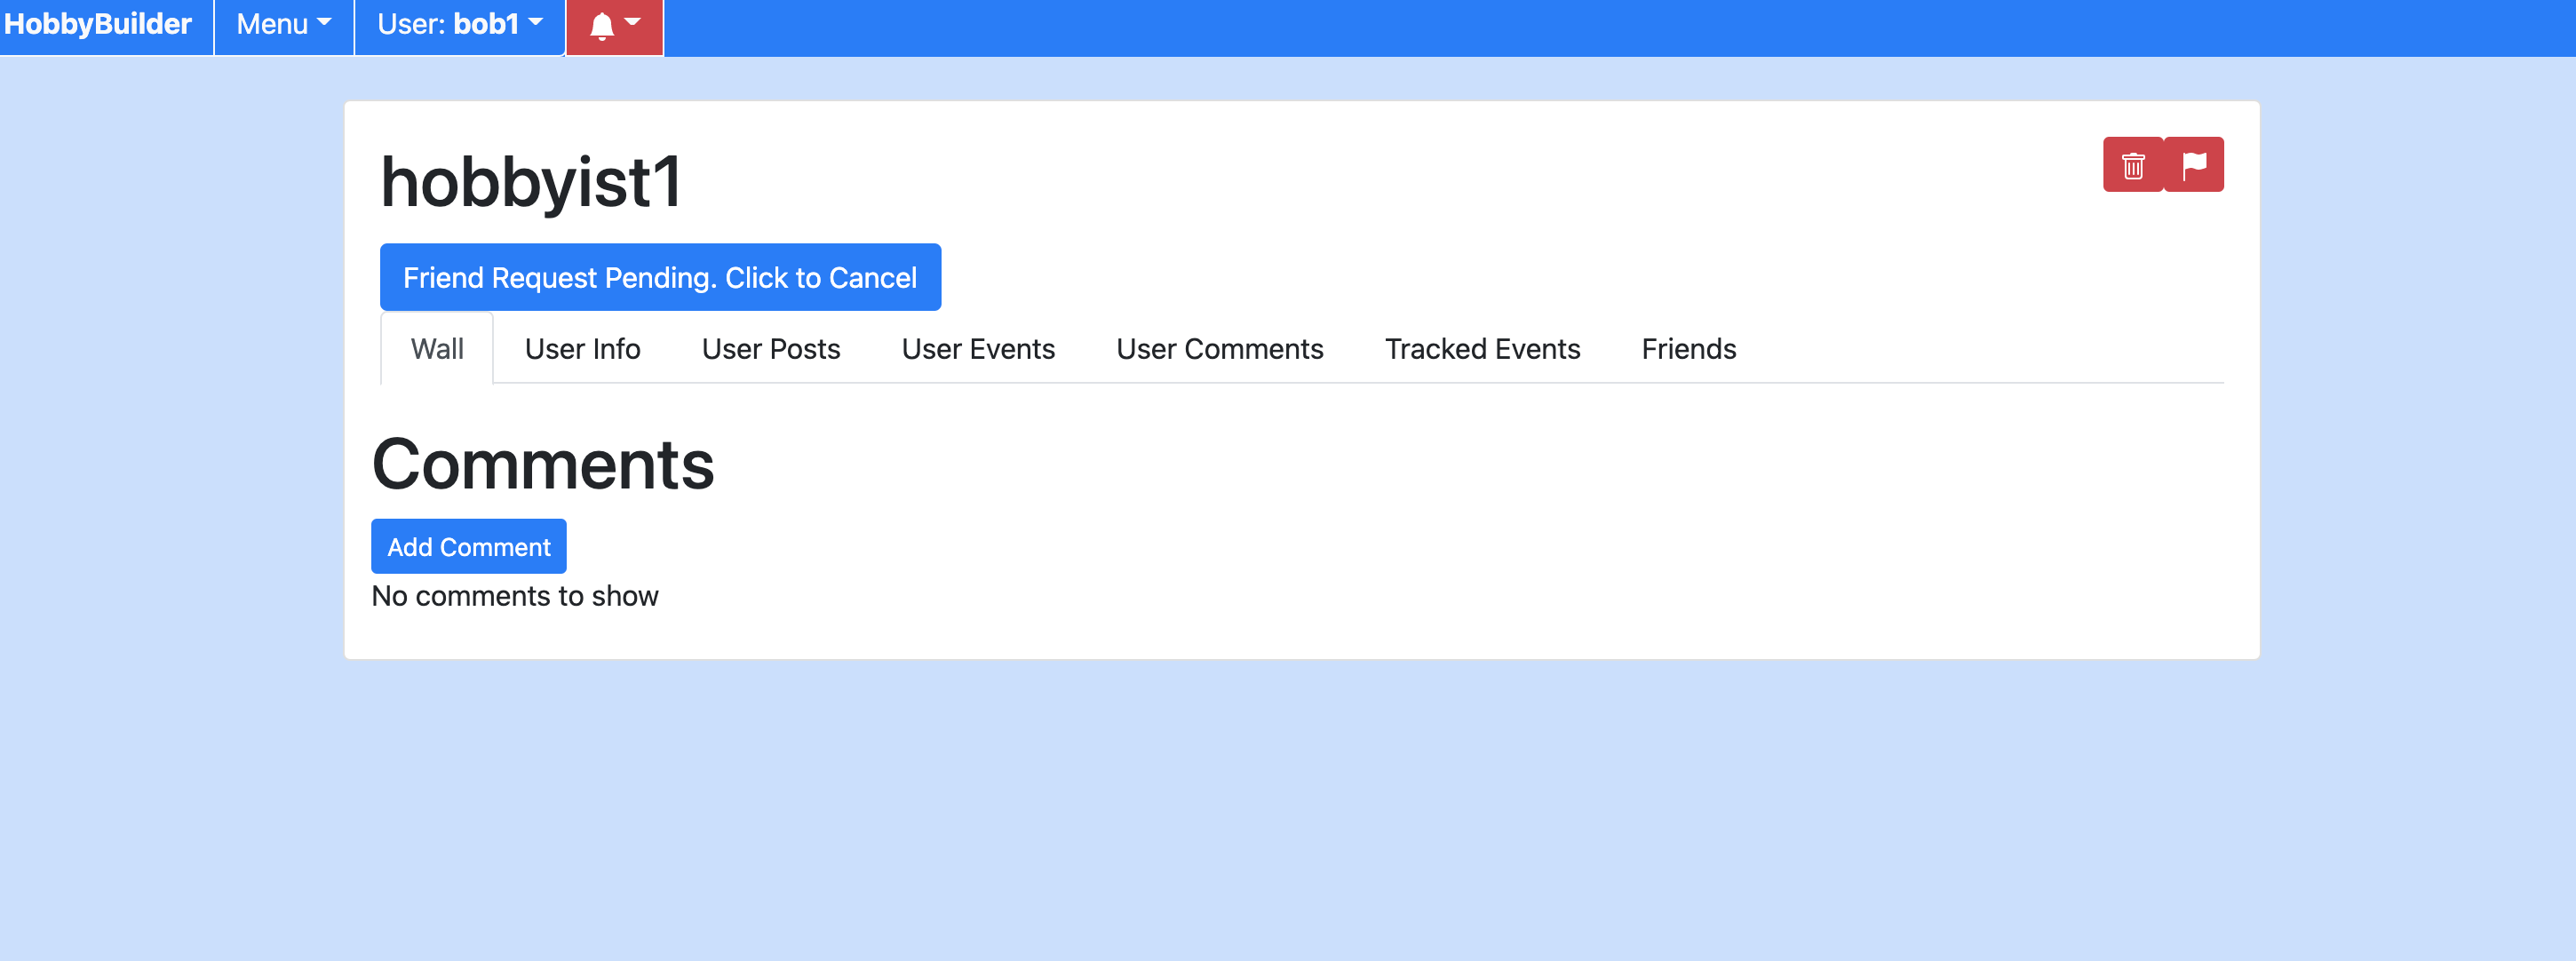 HobbyBuilder Menu User: bob1
hobbyist1
Friend Request Pending. Click to Cancel
Wall User Info User Posts User Events User Comments Tracked Events Friends
Comments
Add Comment
No comments to show